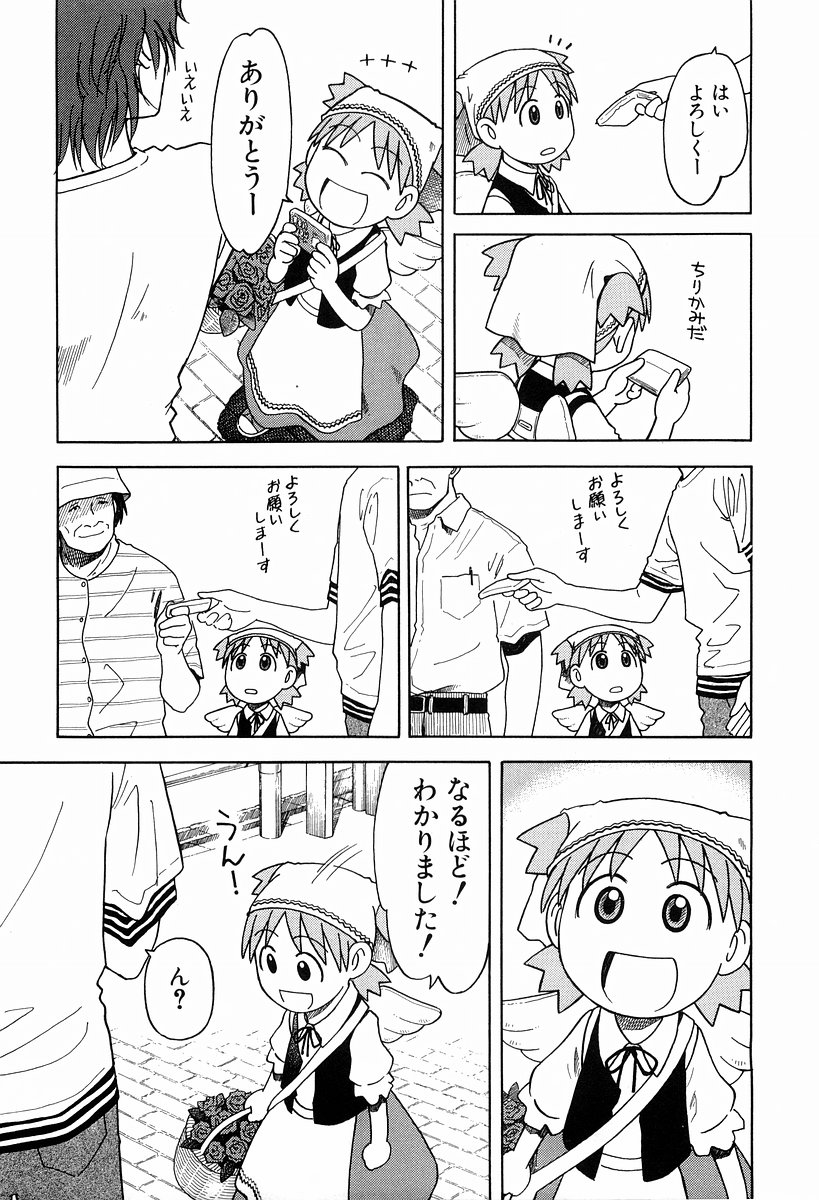 はい
よろしくー
ちりかみだ
ありがとうー
いえいえ
よろしく
お願い
しまーす
よろしく
お願い
しまーす
なるほど！
わかりました！
うん！
ん？